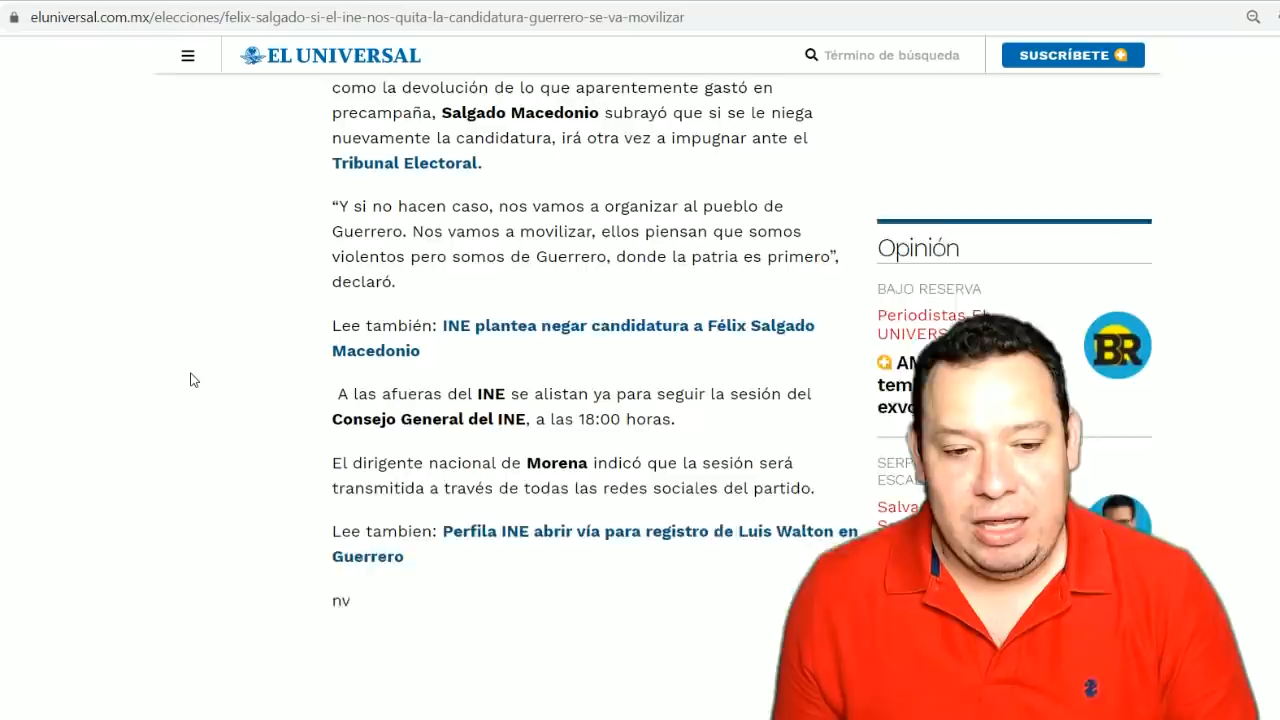 eluniversal.com.mx/elecciones/felix-salgado-si-el-ine-nos-quita-la-candidatura-guerrero-se-va-movilizar
EL UNIVERSAL
Término de búsqueda
SUSCRÍBETE
como la devolución de lo que aparentemente gastó en
precampaña, Salgado Macedonio subrayó que si se le niega
nuevamente la candidatura, irá otra vez a impugnar ante el
Tribunal Electoral.
“Y si no hacen caso, nos vamos a organizar al pueblo de
Guerrero. Nos vamos a movilizar, ellos piensan que somos
violentos pero somos de Guerrero, donde la patria es primero”,
declaró.
Lee también: INE plantea negar candidatura a Félix Salgado
Macedonio
A las afueras del INE se alistan ya para seguir la sesión del
Consejo General del INE, a las 18:00 horas.
El dirigente nacional de Morena indicó que la sesión será
transmitida a través de todas las redes sociales del partido.
Lee tambien: Perfila INE abrir vía para registro de Luis Walton en
Guerrero
nv
Opinión
BAJO RESERVA
Periodistas
BR